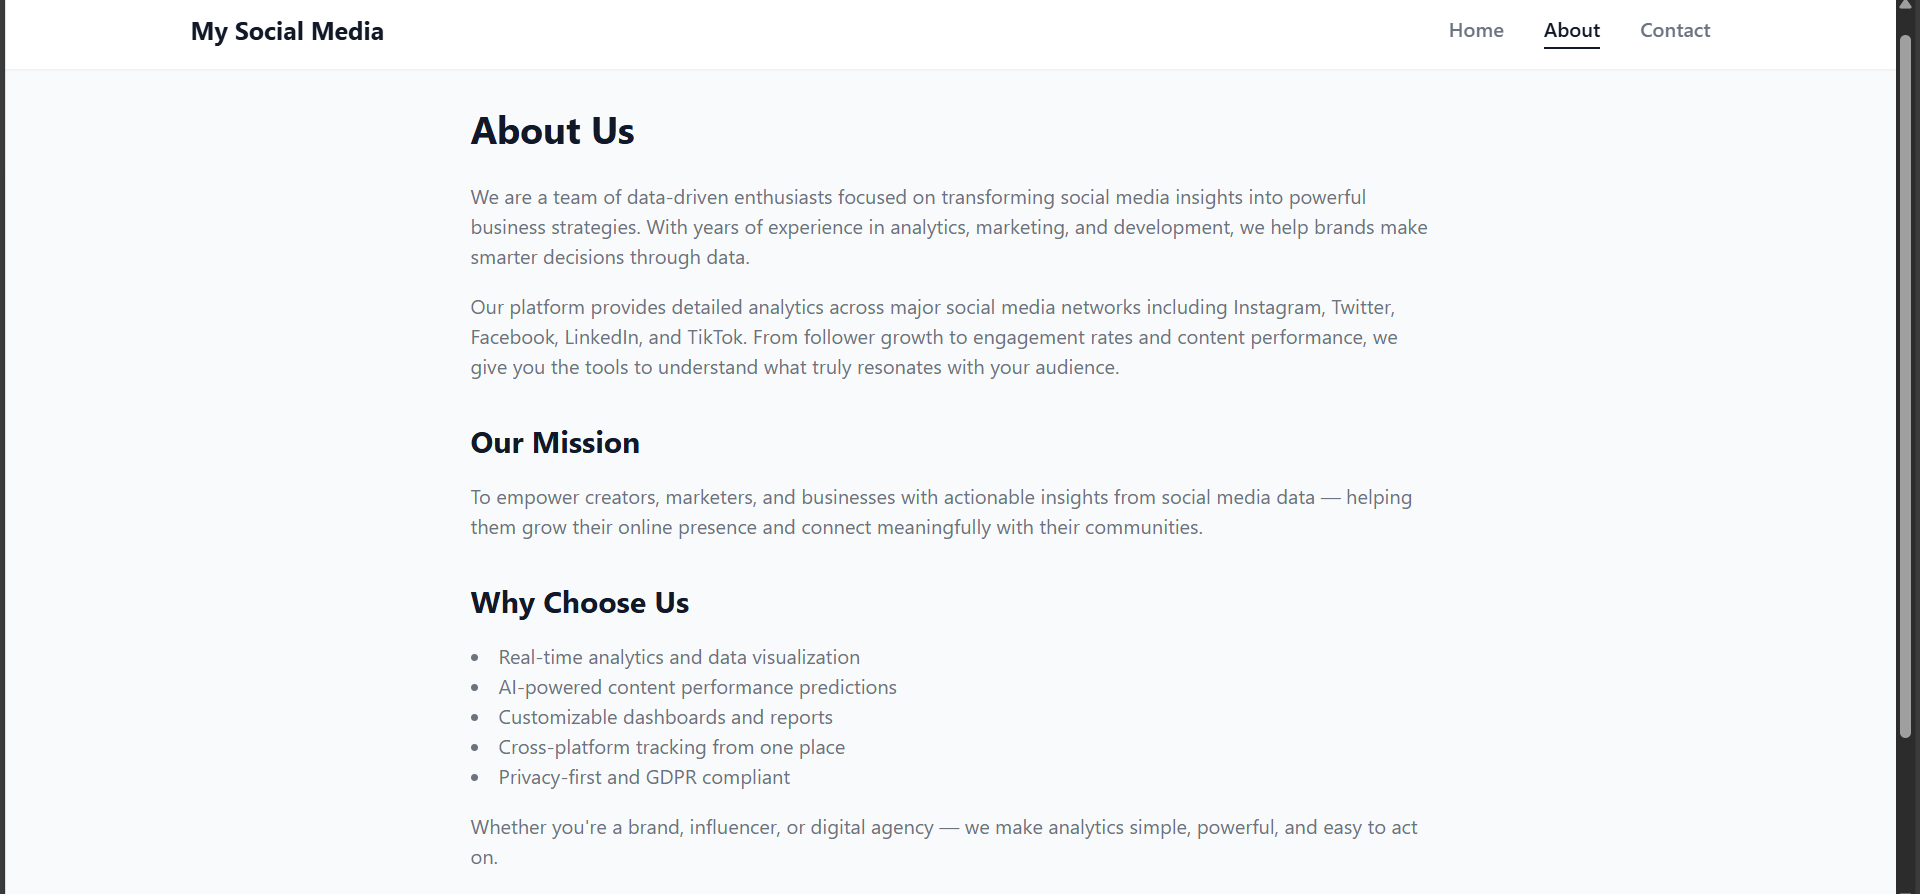 My Social Media
Home
About
Contact
About Us
We are a team of data-driven enthusiasts focused on transforming social media insights into powerful
business strategies. With years of experience in analytics, marketing, and development, we help brands make
smarter decisions through data.
Our platform provides detailed analytics across major social media networks including Instagram, Twitter,
Facebook, LinkedIn, and TikTok. From follower growth to engagement rates and content performance, we
give you the tools to understand what truly resonates with your audience.
Our Mission
To empower creators, marketers, and businesses with actionable insights from social media data — helping
them grow their online presence and connect meaningfully with their communities.
Why Choose Us
• Real-time analytics and data visualization
• AI-powered content performance predictions
• Customizable dashboards and reports
• Cross-platform tracking from one place
• Privacy-first and GDPR compliant
Whether you're a brand, influencer, or digital agency — we make analytics simple, powerful, and easy to act
on.